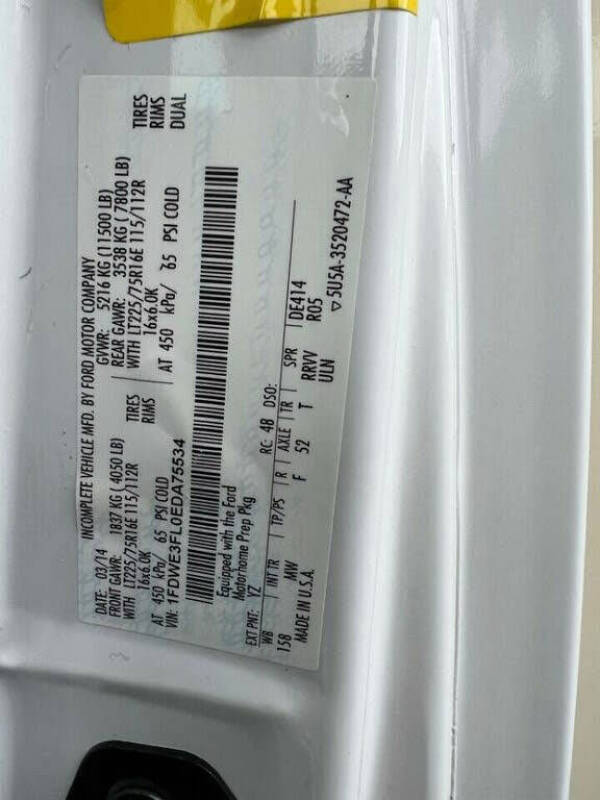 INCOMPLETE VEHICLE MFD. BY FORD MOTOR COMPANY
DATE: 03/14 GVWR: 5216 KG (11500 LB)
FRONT GAWR: 1837 KG ( 4050 LB) REAR GAWR: 3538 KG ( 7800 LB)
WITH LT225/75R16E 115/112R TIRES WITH LT225/75R16E 115/112R TIRES
16x6.0K RIMS 16x6.0K RIMS
AT 450 kPa/ 65 PSI COLD AT 450 kPa/ 65 PSI COLD DUAL
VIN: 1FDWE3FL0EDA75534
Equipped with the Ford
Motorhome Prep Pkg
EXT PNT: YZ RC: 48 DSO:
WB INT TR TP/PS R AXLE TR SPR DE414
158 MW F 52 T RRVV R05
MADE IN U.S.A. ULN
▽5U5A-3520472-AA